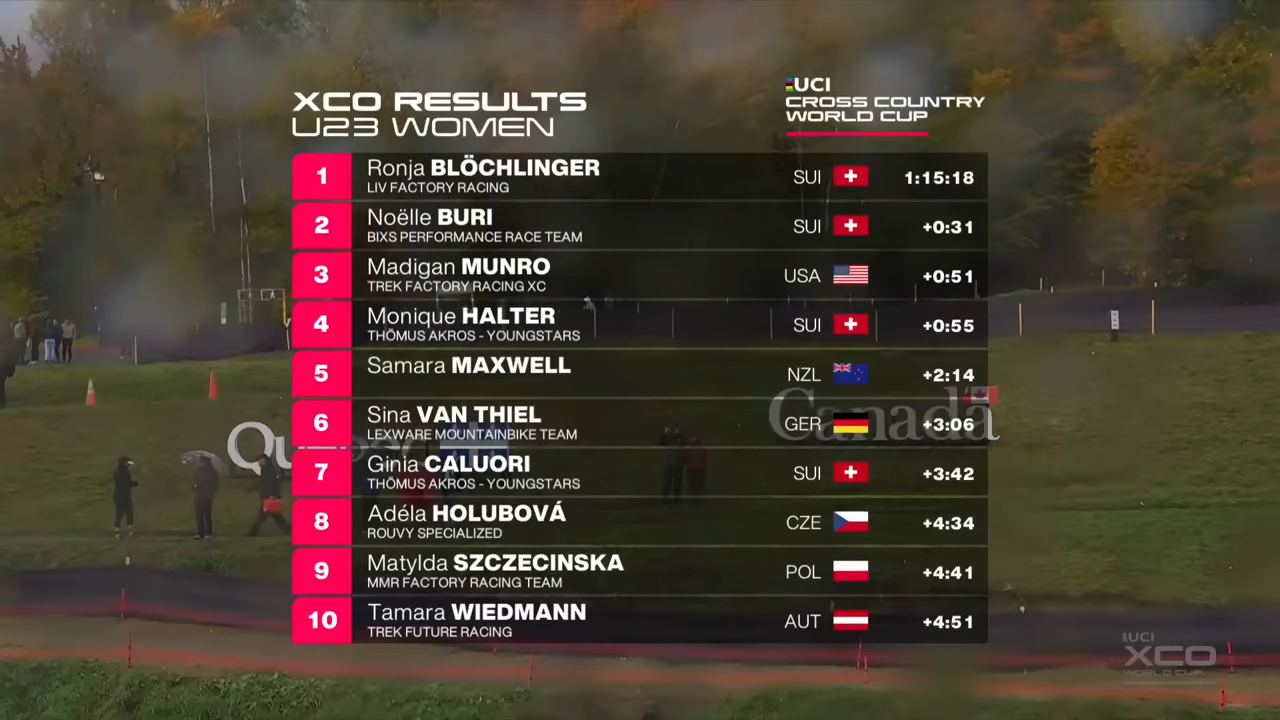 XCO RESULTS
U23 WOMEN
UCI
CROSS COUNTRY
WORLD CUP
1 Ronja BLÖCHLINGER SUI 1:15:18
LIV FACTORY RACING
2 Noëlle BURI SUI +0:31
BIXS PERFORMANCE RACE TEAM
3 Madigan MUNRO USA +0:51
TREK FACTORY RACING XC
4 Monique HALTER SUI +0:55
THÖMUS AKROS - YOUNGSTARS
5 Samara MAXWELL NZL +2:14
6 Sina VAN THIEL GER +3:06
LEXWARE MOUNTAINBIKE TEAM
7 Ginia CALUORI SUI +3:42
THÖMUS AKROS - YOUNGSTARS
8 Adéla HOLUBOVÁ CZE +4:34
ROUVY SPECIALIZED
9 Matylda SZCZECINSKA POL +4:41
MMR FACTORY RACING TEAM
10 Tamara WIEDMANN AUT +4:51
TREK FUTURE RACING
Canada
UCI
XCO
WORLD CUP